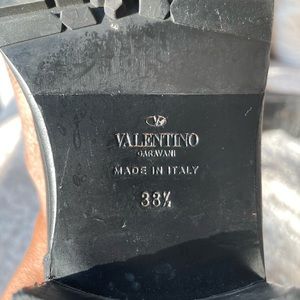 VALENTINO
GARAVANI
MADE IN ITALY
33½